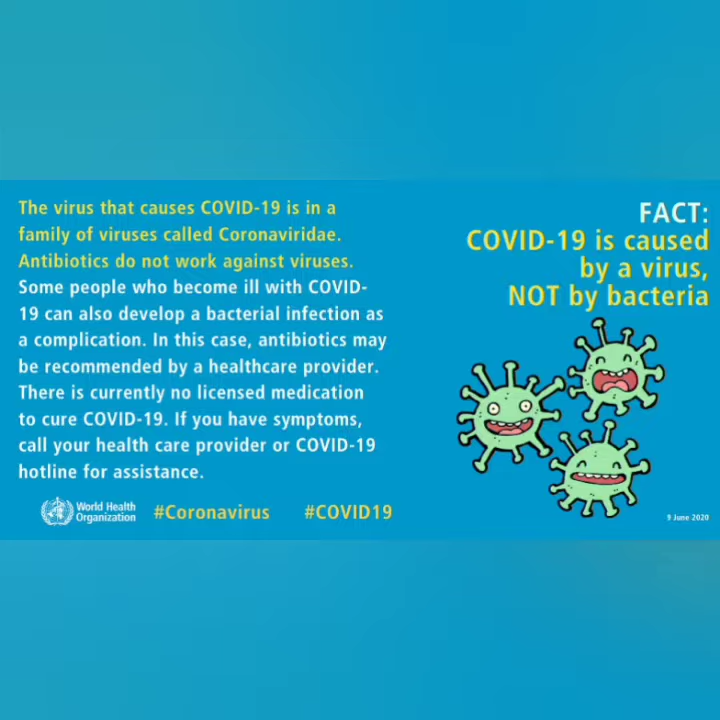 The virus that causes COVID-19 is in a
family of viruses called Coronaviridae.
Antibiotics do not work against viruses.
Some people who become ill with COVID-
19 can also develop a bacterial infection as
a complication. In this case, antibiotics may
be recommended by a healthcare provider.
There is currently no licensed medication
to cure COVID-19. If you have symptoms,
call your health care provider or COVID-19
hotline for assistance.
World Health
Organization
#Coronavirus
#COVID19
FACT:
COVID-19 is caused
by a virus,
NOT by bacteria
9 June 2020